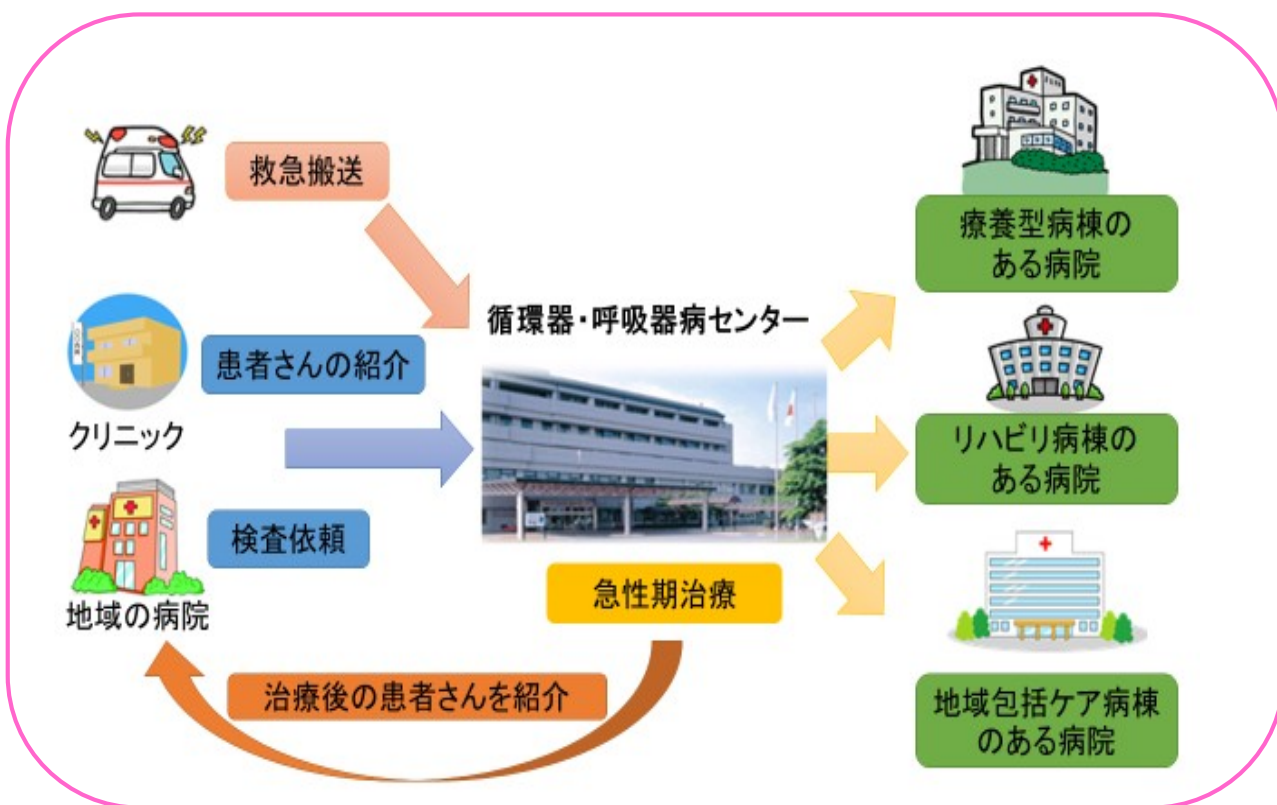 救急搬送
循環器・呼吸器病センター
患者さんの紹介
クリニック
検査依頼
地域の病院
急性期治療
治療後の患者さんを紹介
療養型病棟の
ある病院
リハビリ病棟の
ある病院
地域包括ケア病棟
のある病院